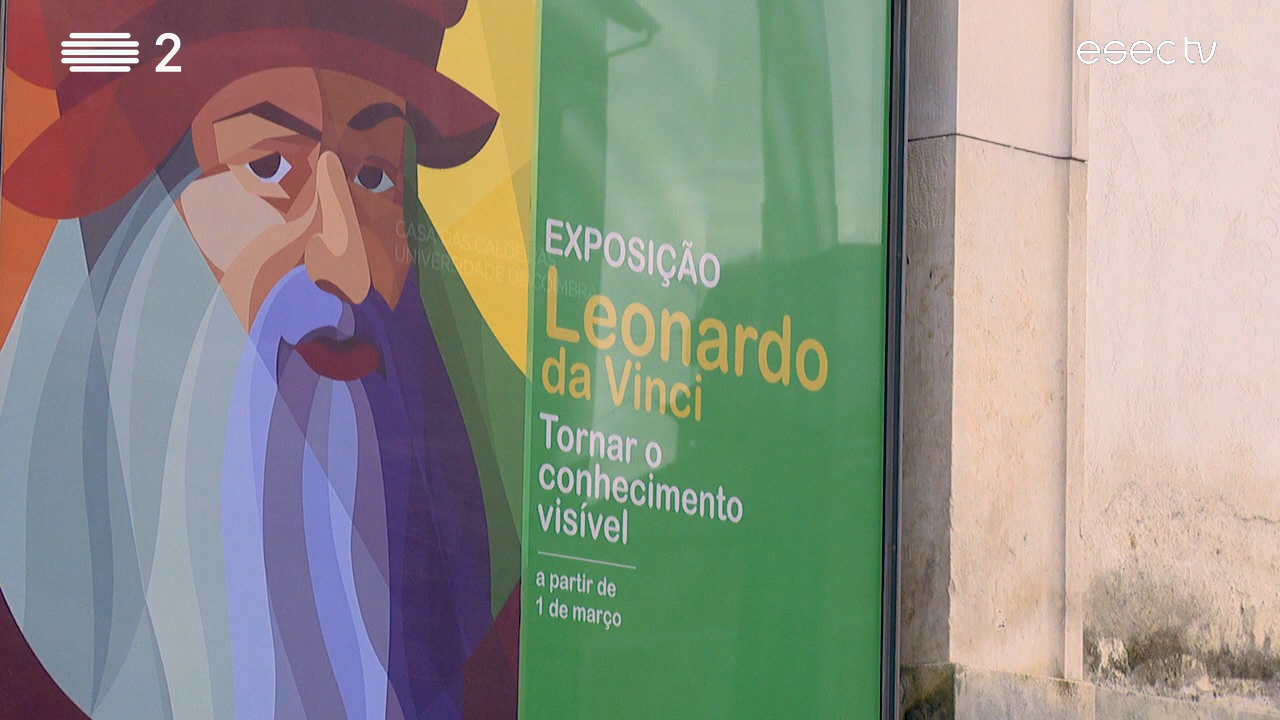 2
esec tv
CASA DAS CALDEIRAS
UNIVERSIDADE DE COIMBRA
EXPOSIÇÃO
Leonardo
da Vinci
Tornar o
conhecimento
visível
a partir de
1 de março